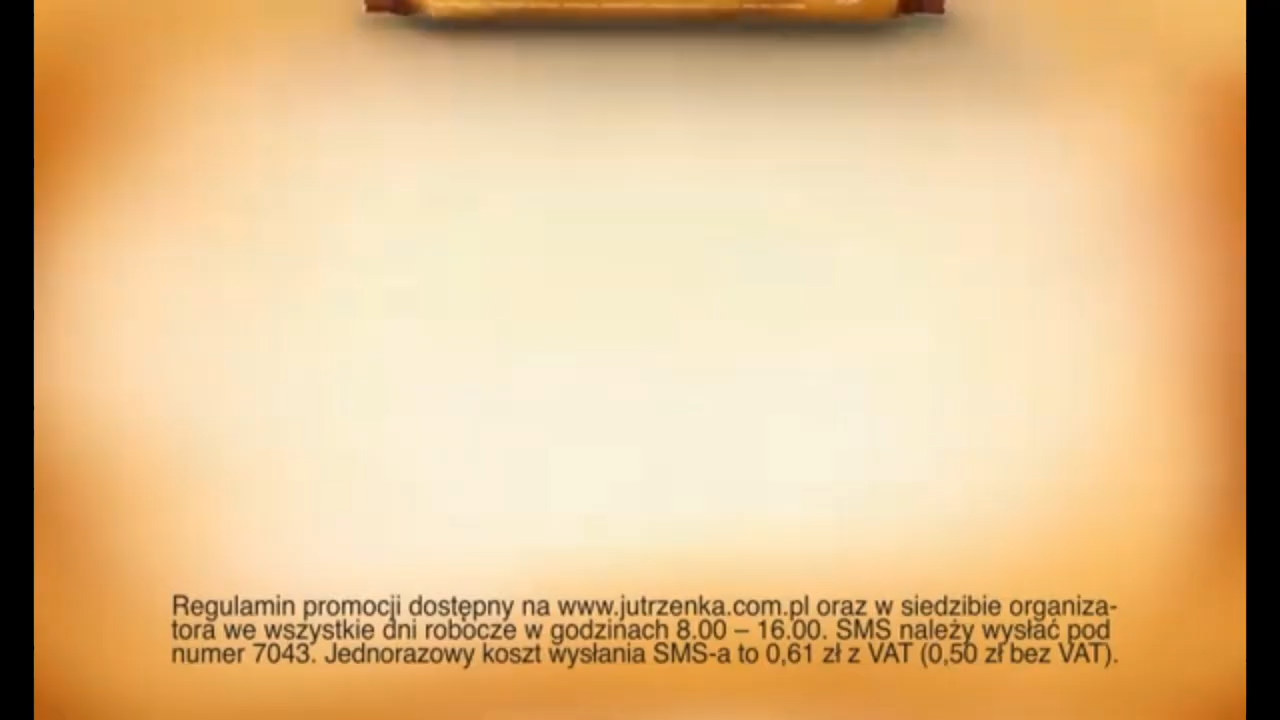 Regulamin promocji dostępny na www.jutrzenka.com.pl oraz w siedzibie organiza-
tora we wszystkie dni robocze w godzinach 8.00 – 16.00. SMS należy wysłać pod
numer 7043. Jednorazowy koszt wysłania SMS-a to 0,61 zł z VAT (0,50 zł bez VAT).